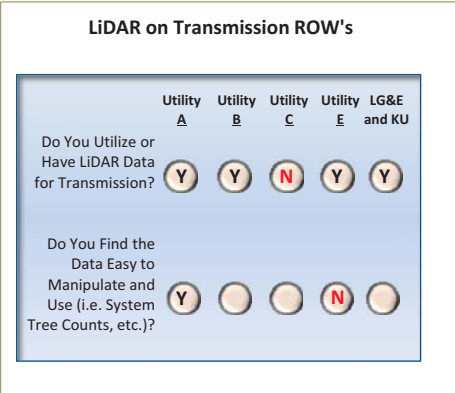 LiDAR on Transmission ROW's
Utility A Utility B Utility C Utility E LG&E and KU
Do You Utilize or
Have LiDAR Data
for Transmission?
Y Y N Y Y
Do You Find the
Data Easy to
Manipulate and
Use (i.e. System
Tree Counts, etc.)?
Y N